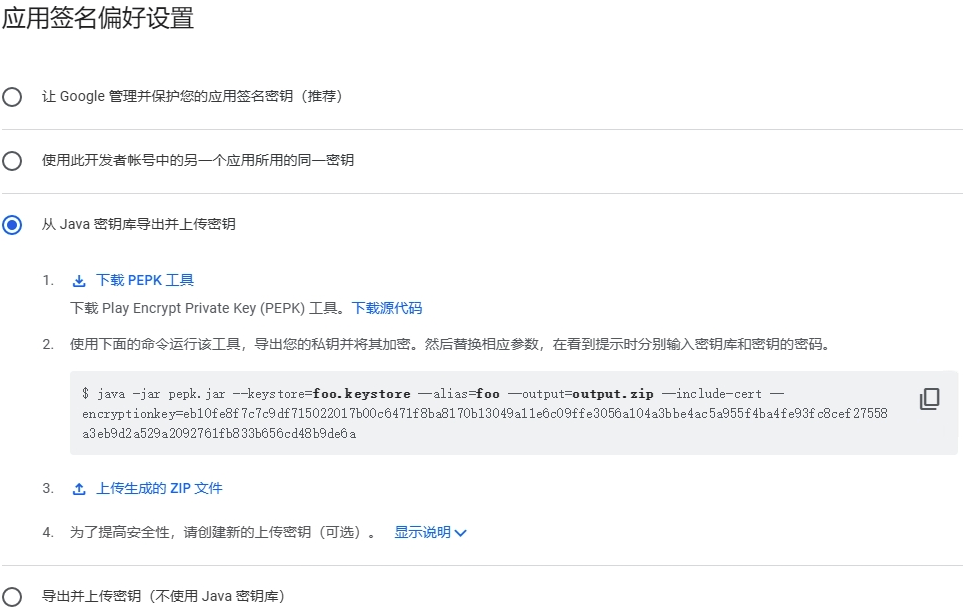 应用签名偏好设置
让 Google 管理并保护您的应用签名密钥（推荐）
使用此开发者帐号中的另一个应用所用的同一密钥
从 Java 密钥库导出并上传密钥
1. 下载 PEPK 工具
下载 Play Encrypt Private Key (PEPK) 工具。下载源代码
2. 使用下面的命令运行该工具，导出您的私钥并将其加密。然后替换相应参数，在看到提示时分别输入密钥库和密钥的密码。
$ java -jar pepk.jar --keystore=foo.keystore --alias=foo --output=output.zip --include-cert --
encryptionkey=eb10fe8f7c7c9df715022017b00c6471f8ba8170b13049a11e6c09ffe3056a104a3bbe4ac5a955f4ba4fe93fc8cef27558
a3eb9d2a529a2092761fb833b656cd48b9de6a
3. 上传生成的 ZIP 文件
4. 为了提高安全性，请创建新的上传密钥（可选）。 显示说明
导出并上传密钥（不使用 Java 密钥库）